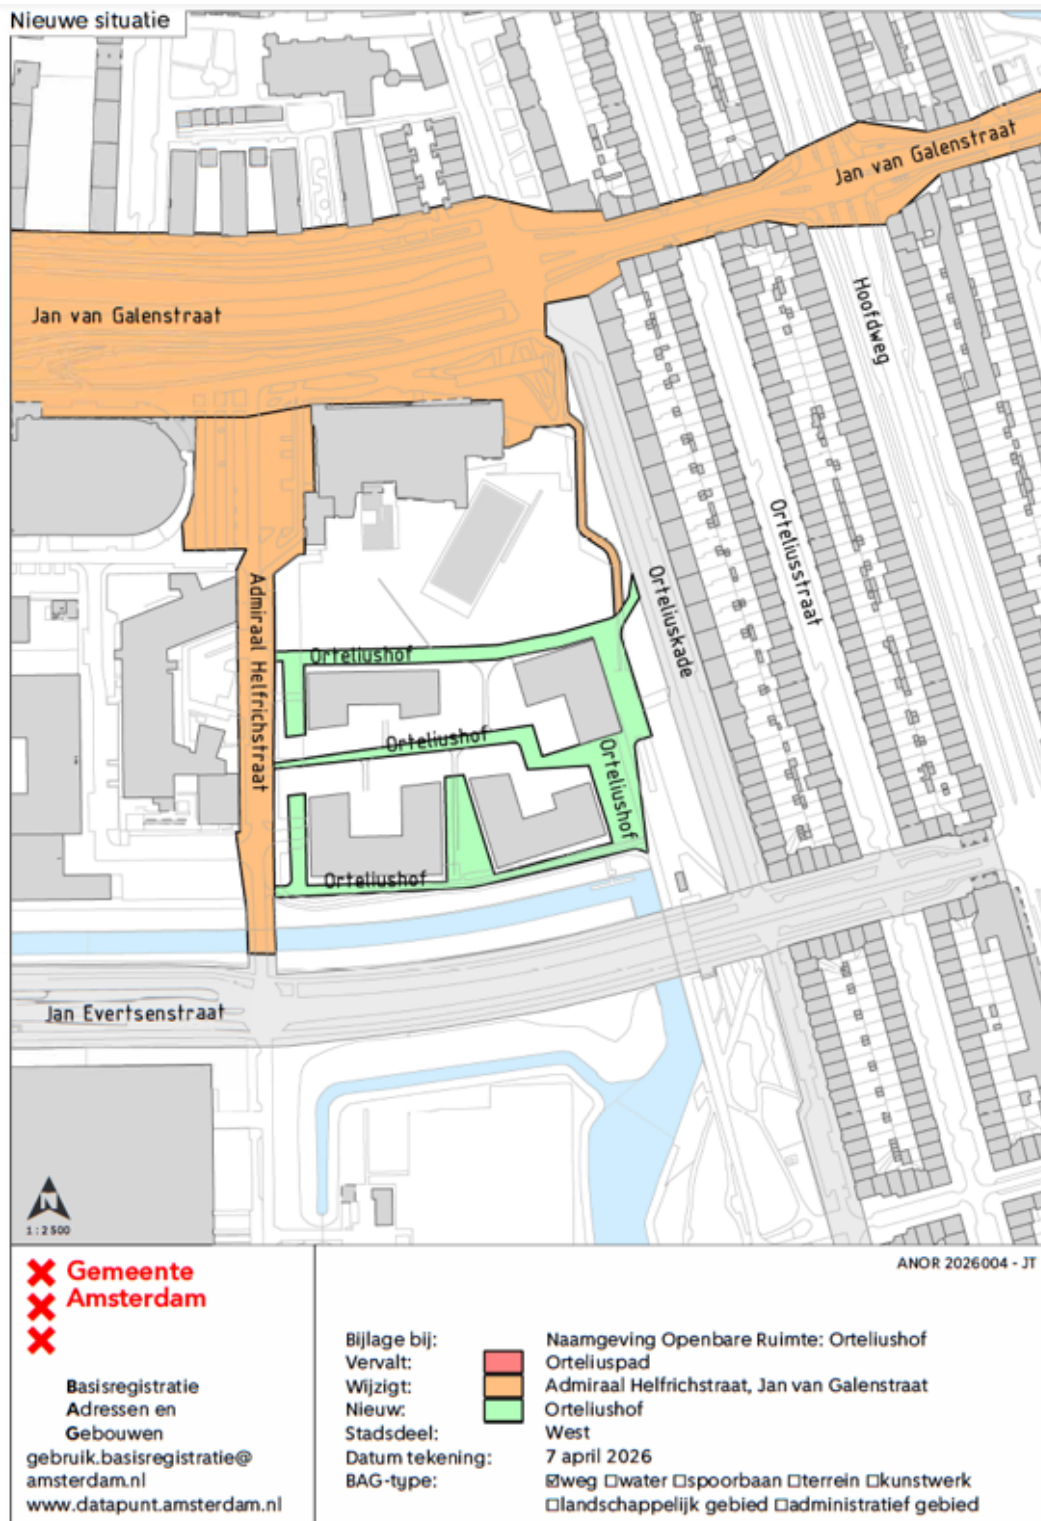 Nieuwe situatie
Jan van Galenstraat
Jan van Galenstraat
Hoofdweg
Orteliusstraat
Orteliuskade
Admiraal Helfrichstraat
Orteliushof
Orteliushof
Orteliushof
Orteliushof
Jan Evertsenstraat
N
1 : 2 500
ANOR 2026004 - JT
Gemeente
Amsterdam
Basisregistratie
Adressen en
Gebouwen
gebruik.basisregistratie@
amsterdam.nl
www.datapunt.amsterdam.nl
Bijlage bij: Naamgeving Openbare Ruimte: Orteliushof
Vervalt: Orteliuspad
Wijzigt: Admiraal Helfrichstraat, Jan van Galenstraat
Nieuw: Orteliushof
Stadsdeel: West
Datum tekening: 7 april 2026
BAG-type: ☑weg ☐water ☐spoorbaan ☐terrein ☐kunstwerk
☐landschappelijk gebied ☐administratief gebied